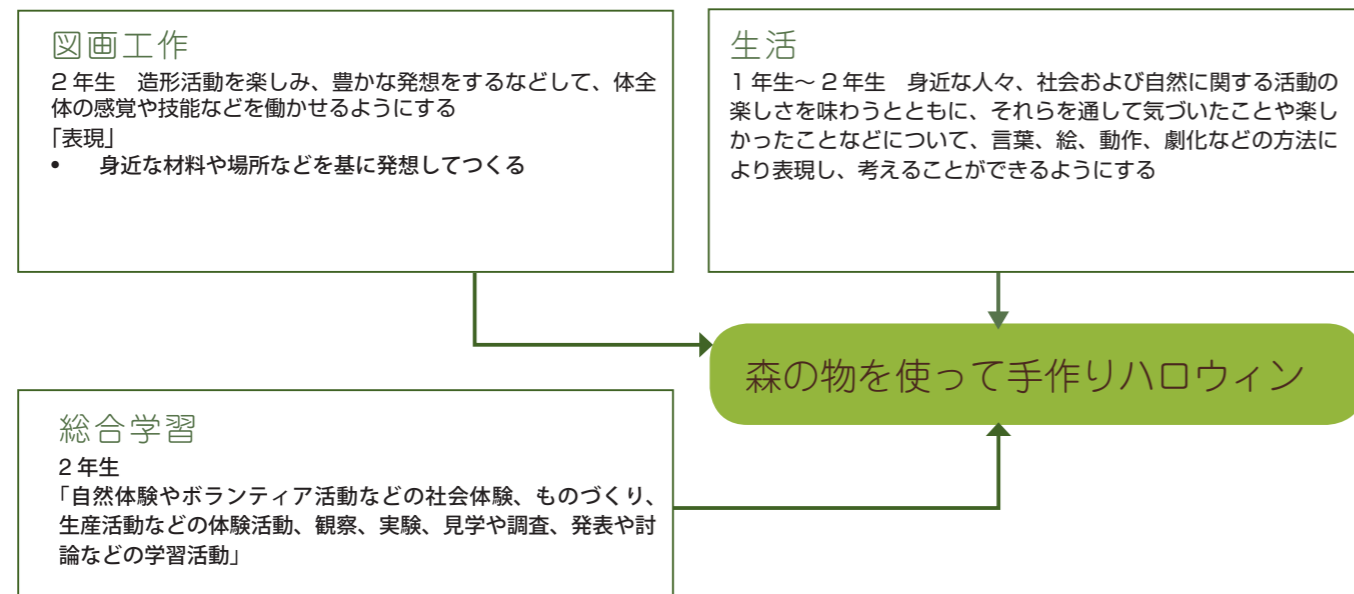 図画工作
2 年生　造形活動を楽しみ、豊かな発想をするなどして、体全
体の感覚や技能などを働かせるようにする
「表現」
• 身近な材料や場所などを基に発想してつくる
生活
1 年生～ 2 年生　身近な人々、社会および自然に関する活動の
楽しさを味わうとともに、それらを通して気づいたことや楽し
かったことなどについて、言葉、絵、動作、劇化などの方法に
より表現し、考えることができるようにする
森の物を使って手作りハロウィン
総合学習
2 年生
「自然体験やボランティア活動などの社会体験、ものづくり、
生産活動などの体験活動、観察、実験、見学や調査、発表や討
論などの学習活動」